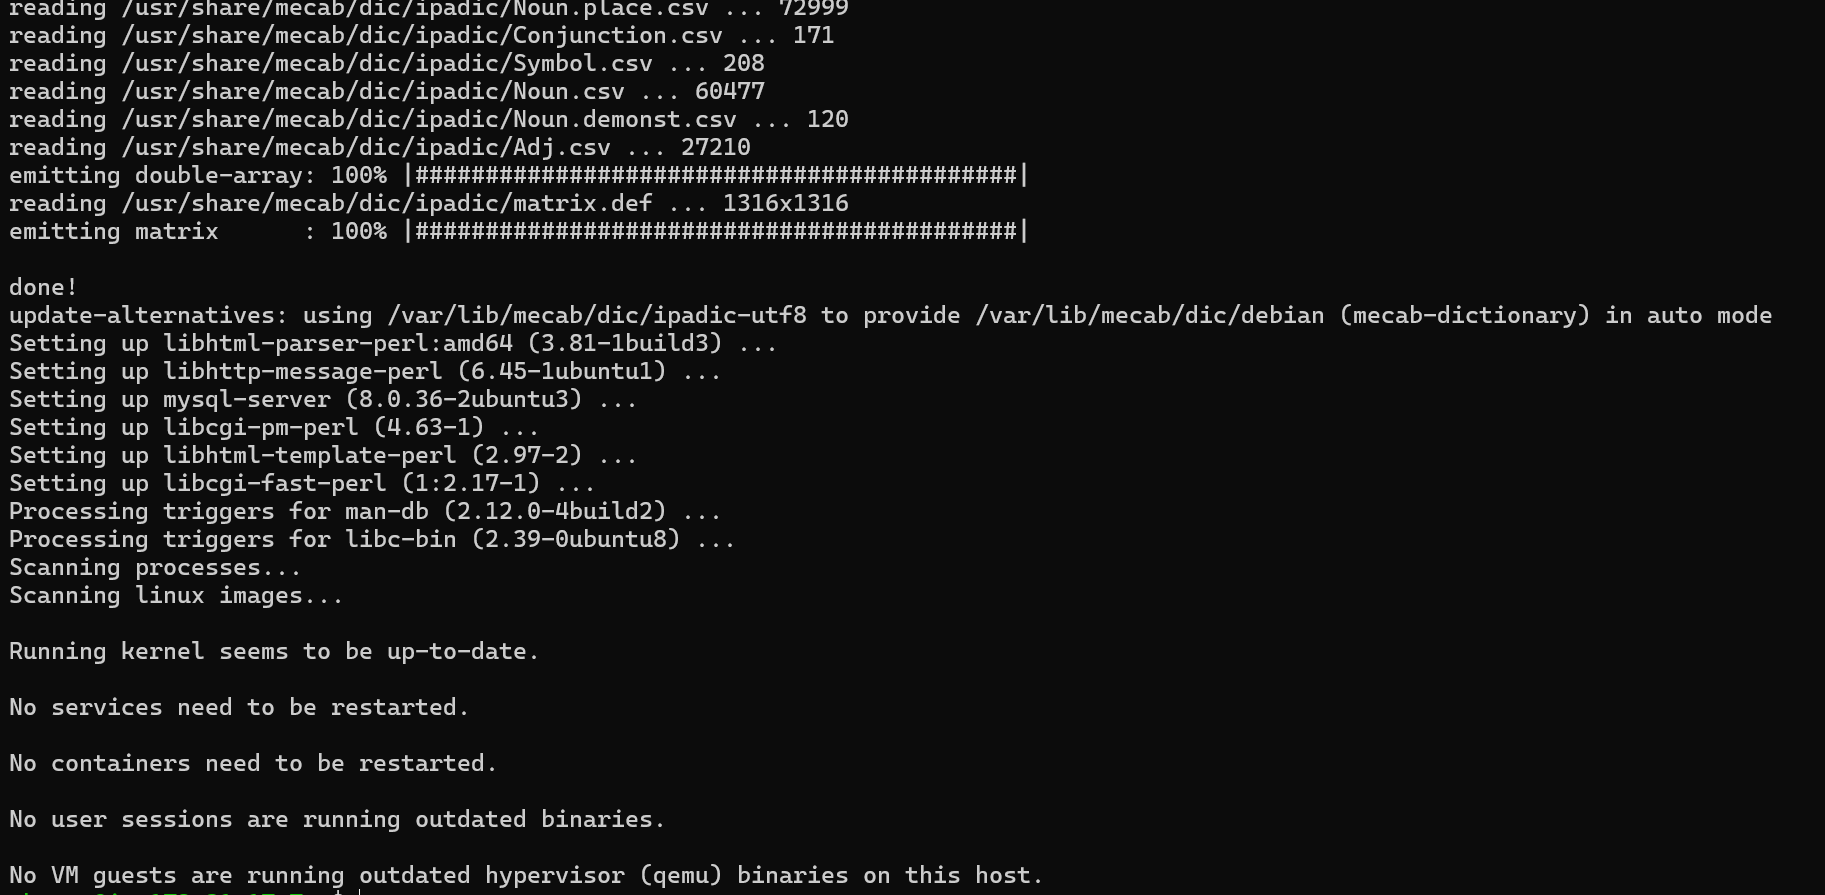 reading /usr/share/mecab/dic/ipadic/Noun.place.csv ... 72999
reading /usr/share/mecab/dic/ipadic/Conjunction.csv ... 171
reading /usr/share/mecab/dic/ipadic/Symbol.csv ... 208
reading /usr/share/mecab/dic/ipadic/Noun.csv ... 60477
reading /usr/share/mecab/dic/ipadic/Noun.demonst.csv ... 120
reading /usr/share/mecab/dic/ipadic/Adj.csv ... 27210
emitting double-array: 100% |###########################################|
reading /usr/share/mecab/dic/ipadic/matrix.def ... 1316x1316
emitting matrix      : 100% |###########################################|
done!
update-alternatives: using /var/lib/mecab/dic/ipadic-utf8 to provide /var/lib/mecab/dic/debian (mecab-dictionary) in auto mode
Setting up libhtml-parser-perl:amd64 (3.81-1build3) ...
Setting up libhttp-message-perl (6.45-1ubuntu1) ...
Setting up mysql-server (8.0.36-2ubuntu3) ...
Setting up libcgi-pm-perl (4.63-1) ...
Setting up libhtml-template-perl (2.97-2) ...
Setting up libcgi-fast-perl (1:2.17-1) ...
Processing triggers for man-db (2.12.0-4build2) ...
Processing triggers for libc-bin (2.39-0ubuntu8) ...
Scanning processes...
Scanning linux images...
Running kernel seems to be up-to-date.
No services need to be restarted.
No containers need to be restarted.
No user sessions are running outdated binaries.
No VM guests are running outdated hypervisor (qemu) binaries on this host.